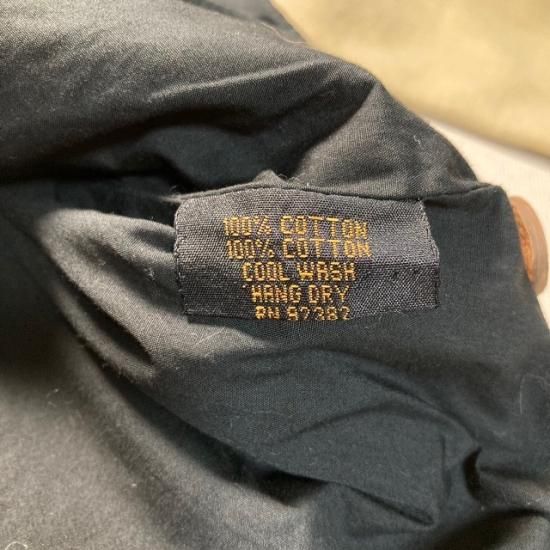 100% COTTON
100% COTTON
COOL WASH
HANG DRY
RN 92382